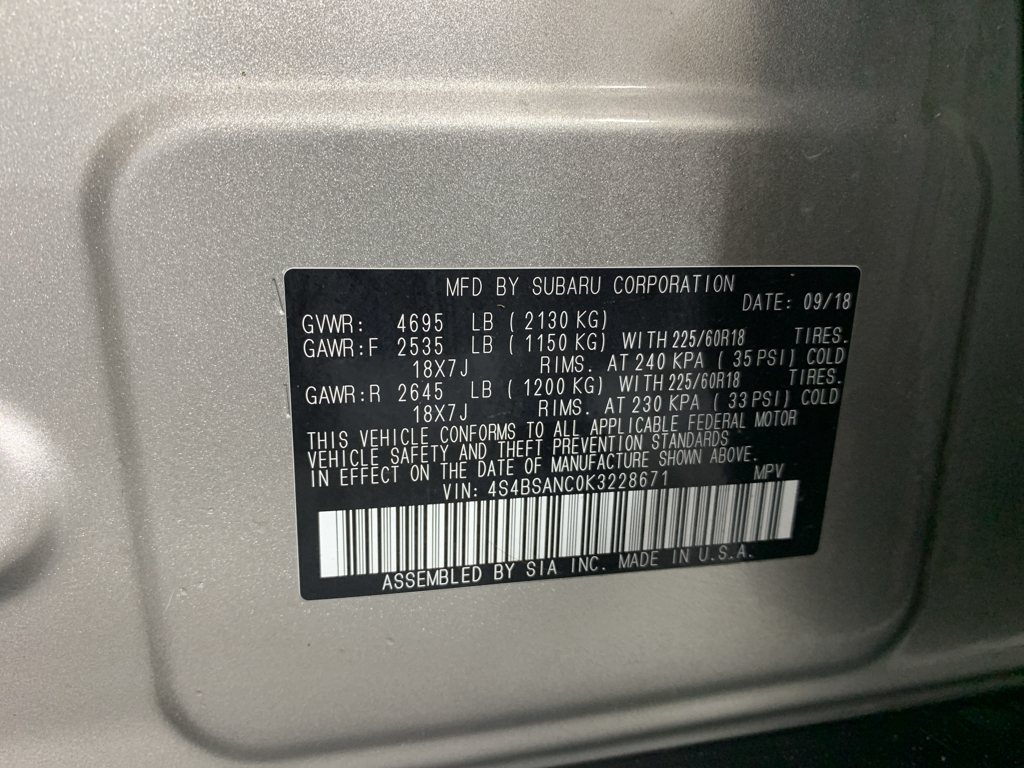 MFD BY SUBARU CORPORATION
DATE: 09/18
GVWR: 4695 LB ( 2130 KG)
GAWR:F 2535 LB ( 1150 KG) WITH 225/60R18 TIRES.
18X7J RIMS. AT 240 KPA ( 35 PSI) COLD
GAWR:R 2645 LB ( 1200 KG) WITH 225/60R18 TIRES.
18X7J RIMS. AT 230 KPA ( 33 PSI) COLD
THIS VEHICLE CONFORMS TO ALL APPLICABLE FEDERAL MOTOR
VEHICLE SAFETY AND THEFT PREVENTION STANDARDS
IN EFFECT ON THE DATE OF MANUFACTURE SHOWN ABOVE.
VIN: 4S4BSANC0K3228671 MPV
ASSEMBLED BY SIA INC. MADE IN U.S.A.